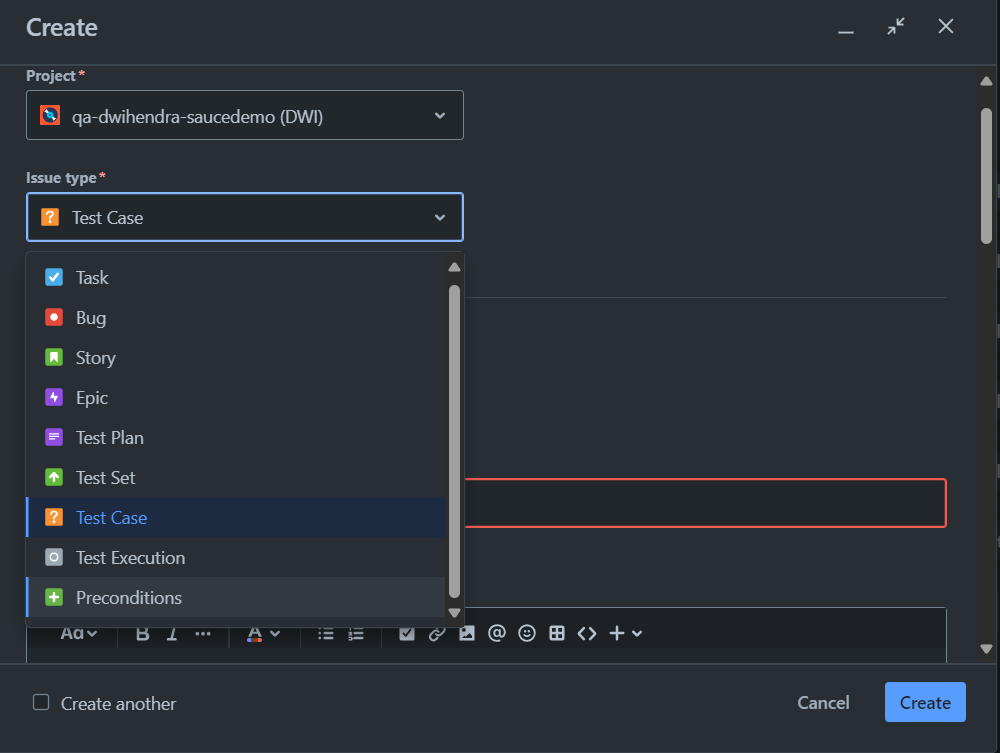 Create
Project*
qa-dwihendra-saucedemo (DWI)
Issue type*
Test Case
Task
Bug
Story
Epic
Test Plan
Test Set
Test Case
Test Execution
Preconditions
Aa B I ... A
Create another
Cancel
Create